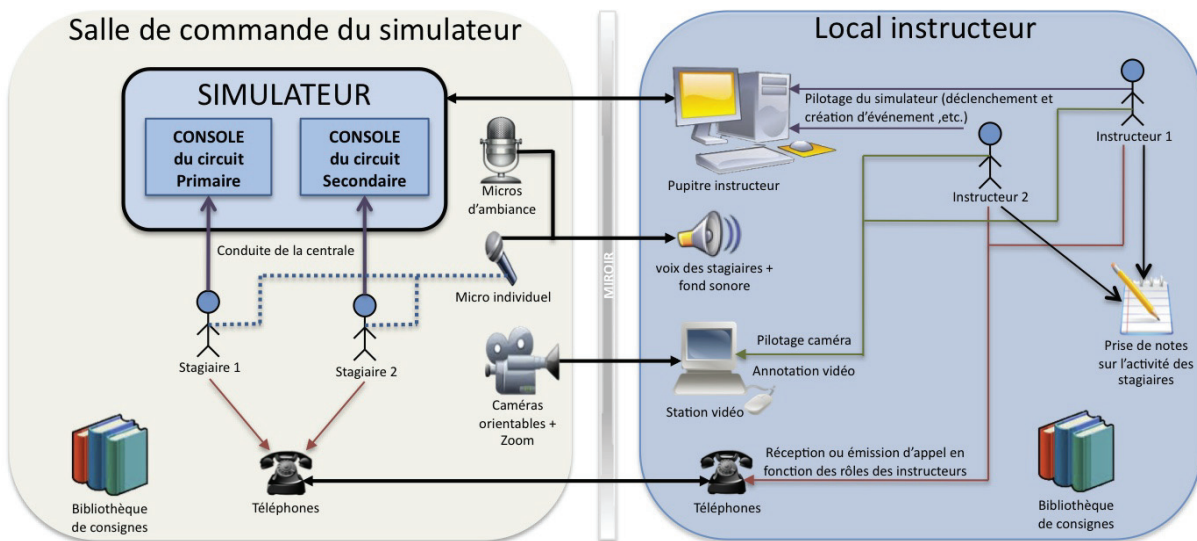 Salle de commande du simulateur
SIMULATEUR
CONSOLE
du circuit
Primaire
CONSOLE
du circuit
Secondaire
Micros
d'ambiance
Conduite de la centrale
Micro individuel
Stagiaire 1
Stagiaire 2
Caméras
orientables +
Zoom
Bibliothèque
de consignes
Téléphones
MIROIR
Local instructeur
Pilotage du simulateur (déclenchement et
création d'événement ,etc.)
Instructeur 1
Pupitre instructeur
Instructeur 2
voix des stagiaires +
fond sonore
Pilotage caméra
Annotation vidéo
Station vidéo
Prise de notes
sur l'activité des
stagiaires
Réception ou émission d'appel en
fonction des rôles des instructeurs
Téléphones
Bibliothèque
de consignes